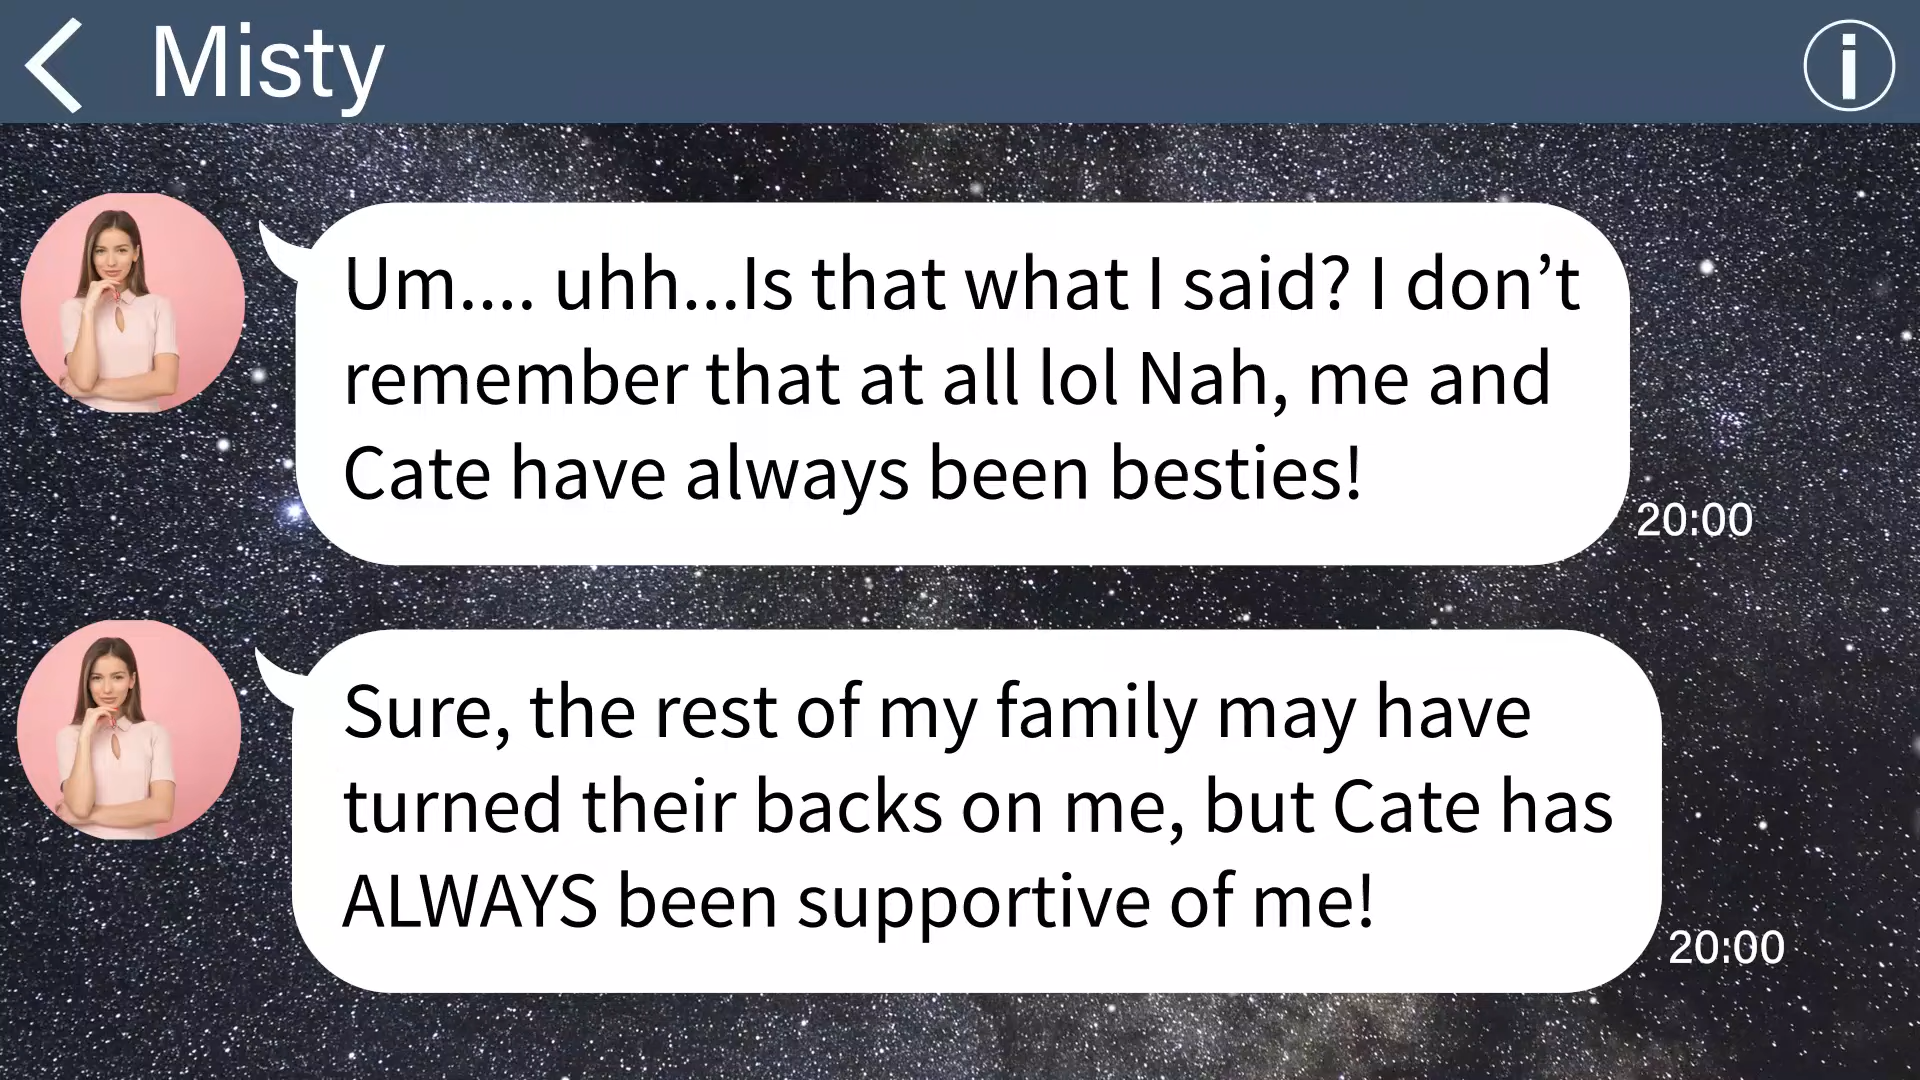 Misty
Um.... uhh...Is that what I said? I don’t
remember that at all lol Nah, me and
Cate have always been besties!
20:00
Sure, the rest of my family may have
turned their backs on me, but Cate has
ALWAYS been supportive of me!
20:00